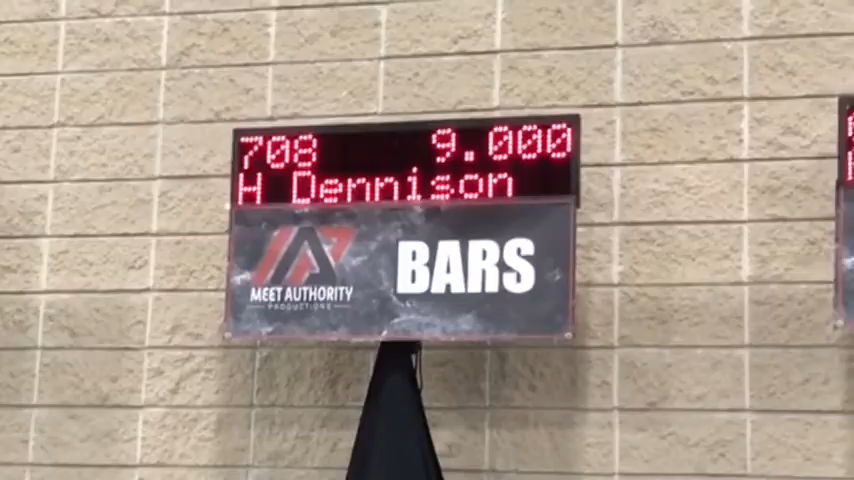 708 9.000
H Dennison
MEET AUTHORITY
PRODUCTIONS
BARS